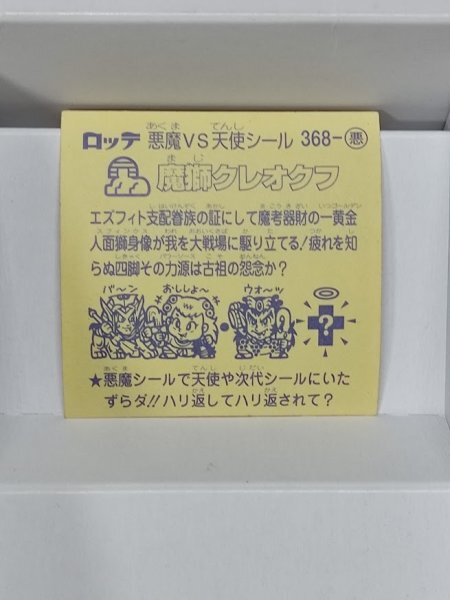 ロッテ 悪魔VS天使シール 368-悪
魔獅クレオクフ
エズフィト支配眷族の証にして魔考器財の一黄金
人面獅身像が我を大戦場に駆り立てる!疲れを知
らぬ四脚その力源は古祖の怨念か?
バ〜ン おししょ〜 ウオ〜ッ
?
★悪魔シールで天使や次代シールにいた
ずらダ!!ハリ返してハリ返されて?